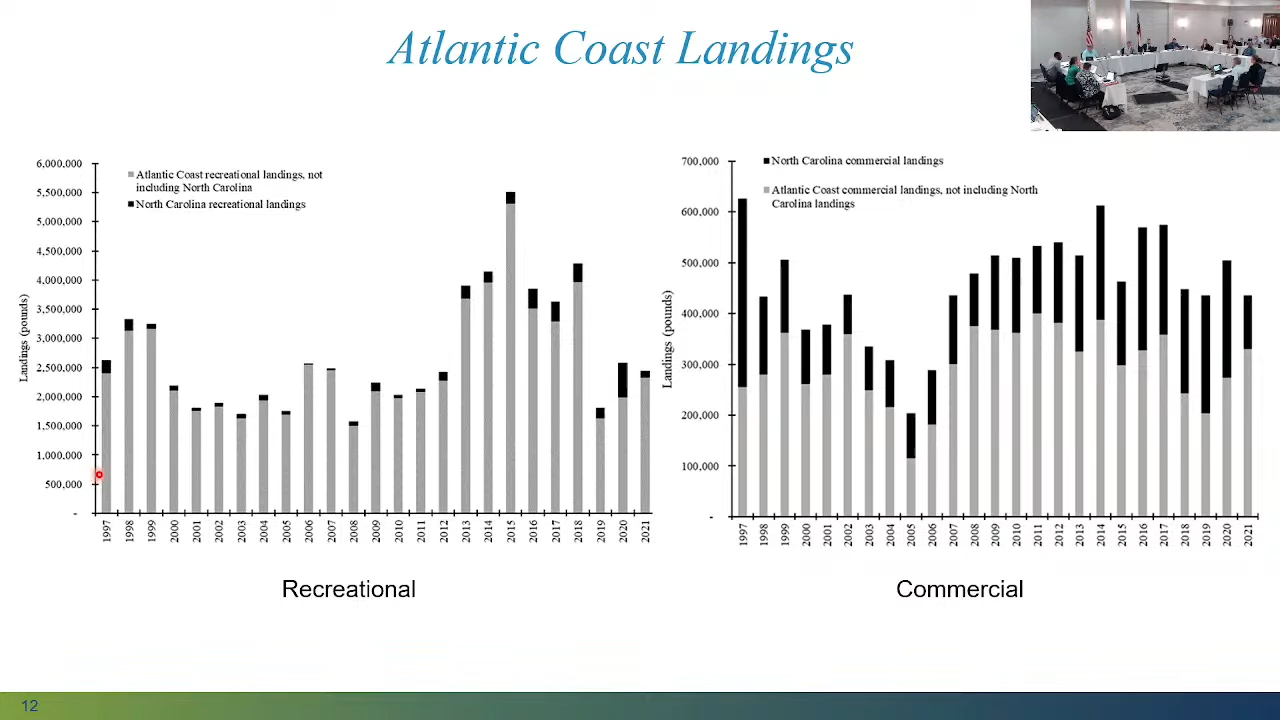 Atlantic Coast Landings
6,000,000
5,500,000
5,000,000
4,500,000
4,000,000
3,500,000
3,000,000
2,500,000
2,000,000
1,500,000
1,000,000
500,000
-
Landings (pounds)
Atlantic Coast recreational landings, not
including North Carolina
North Carolina recreational landings
1997 1998 1999 2000 2001 2002 2003 2004 2005 2006 2007 2008 2009 2010 2011 2012 2013 2014 2015 2016 2017 2018 2019 2020 2021
Recreational
700,000
600,000
500,000
400,000
300,000
200,000
100,000
-
Landings (pounds)
North Carolina commercial landings
Atlantic Coast commercial landings, not including North
Carolina landings
1997 1998 1999 2000 2001 2002 2003 2004 2005 2006 2007 2008 2009 2010 2011 2012 2013 2014 2015 2016 2017 2018 2019 2020 2021
Commercial
12